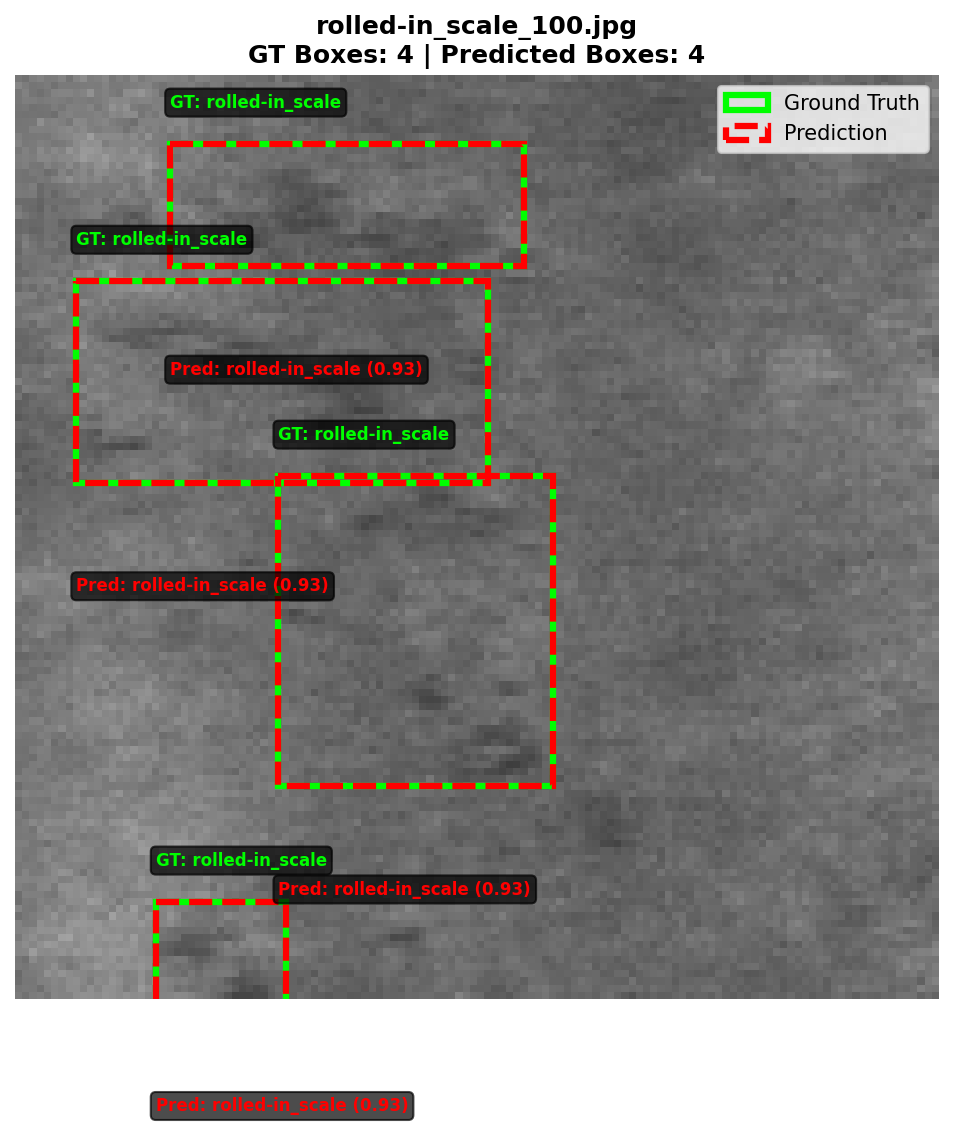 rolled-in_scale_100.jpg
GT Boxes: 4 | Predicted Boxes: 4
GT: rolled-in_scale
Ground Truth
Prediction
GT: rolled-in_scale
Pred: rolled-in_scale (0.93)
GT: rolled-in_scale
Pred: rolled-in_scale (0.93)
GT: rolled-in_scale
Pred: rolled-in_scale (0.93)
Pred: rolled-in_scale (0.93)